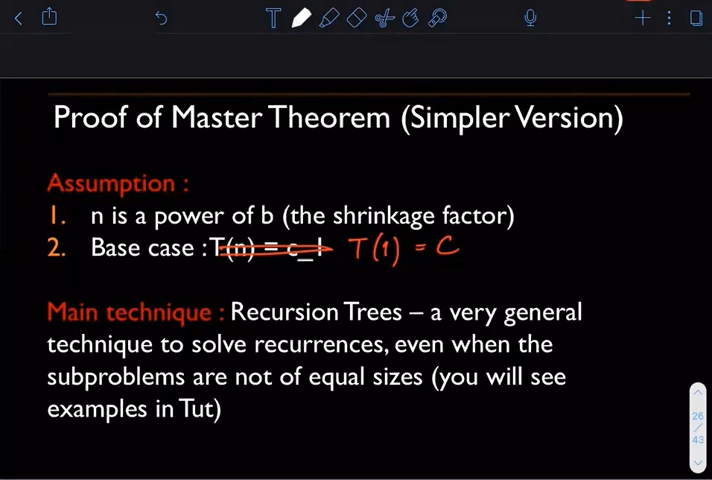 Proof of Master Theorem (Simpler Version)
Assumption :
1. n is a power of b (the shrinkage factor)
2. Base case : T(n) = c_1 T(1) = C
Main technique : Recursion Trees – a very general
technique to solve recurrences, even when the
subproblems are not of equal sizes (you will see
examples in Tut)
26
/
43